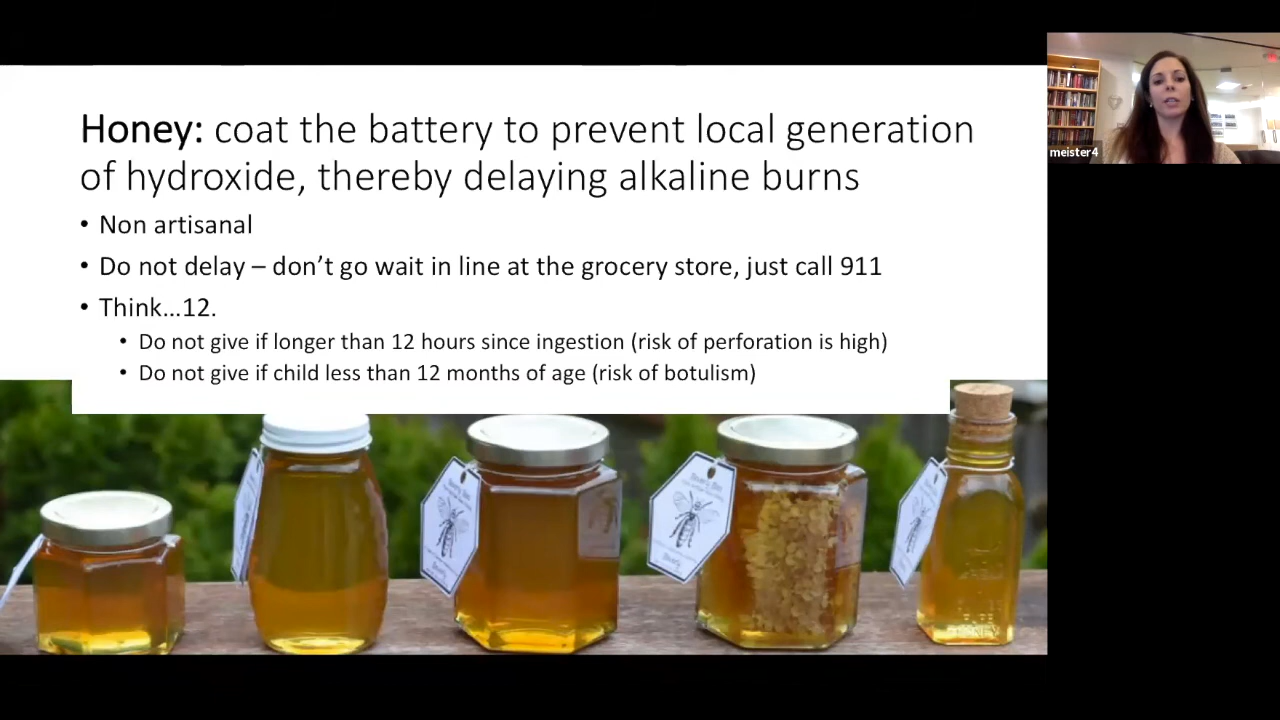 Honey: coat the battery to prevent local generation
of hydroxide, thereby delaying alkaline burns
• Non artisanal
• Do not delay – don’t go wait in line at the grocery store, just call 911
• Think…12.
• Do not give if longer than 12 hours since ingestion (risk of perforation is high)
• Do not give if child less than 12 months of age (risk of botulism)
meister4